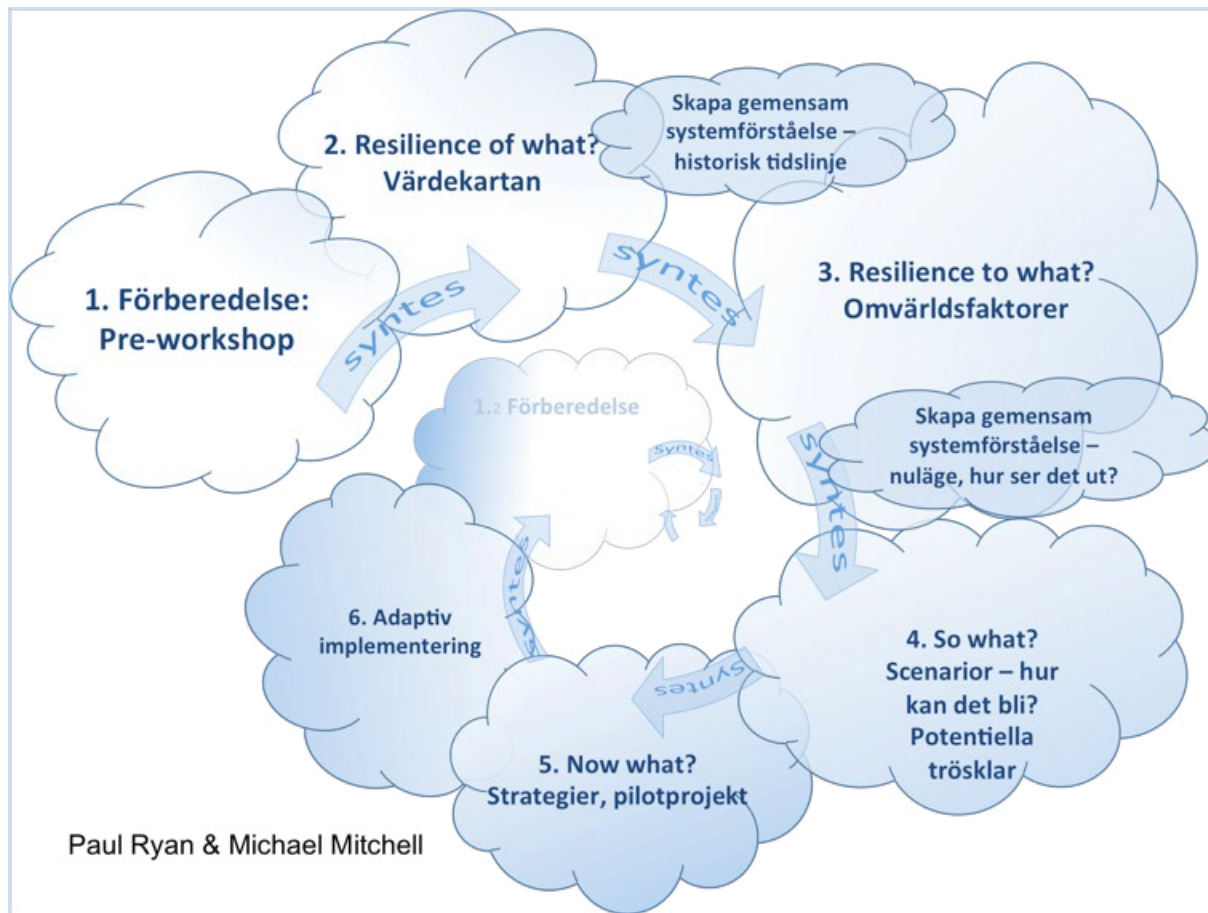 1. Förberedelse:
Pre-workshop
syntes
2. Resilience of what?
Värdekartan
Skapa gemensam
systemförståelse –
historisk tidslinje
syntes
3. Resilience to what?
Omvärldsfaktorer
Skapa gemensam
systemförståelse –
nuläge, hur ser det ut?
syntes
4. So what?
Scenarior – hur
kan det bli?
Potentiella
trösklar
syntes
5. Now what?
Strategier, pilotprojekt
syntes
6. Adaptiv
implementering
1.2 Förberedelse
Syntes
Paul Ryan & Michael Mitchell